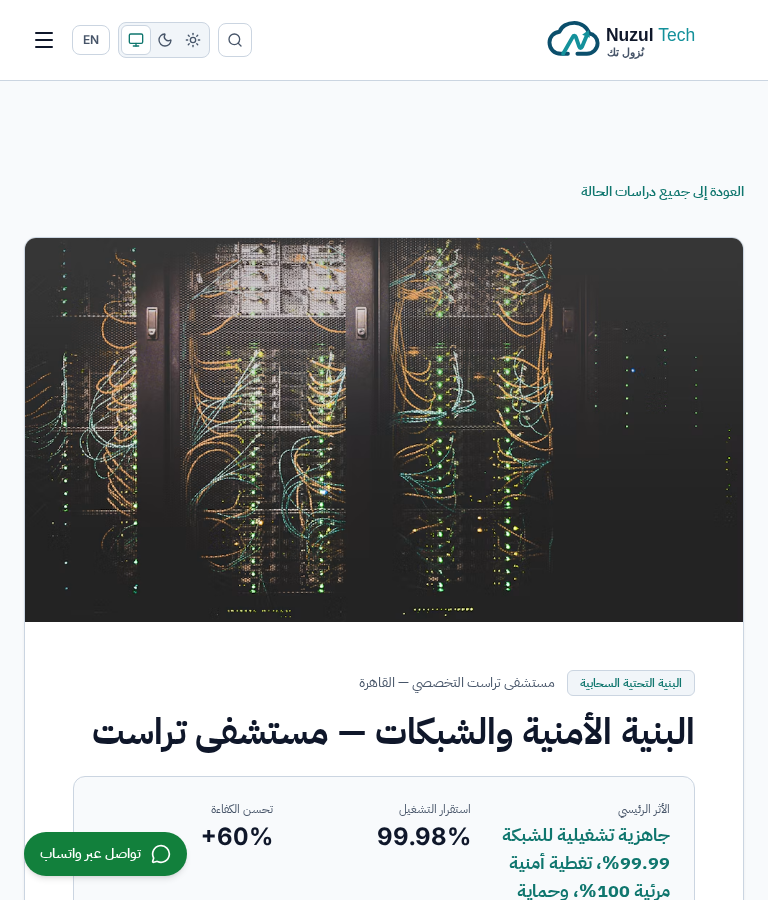 Nuzul Tech
نُزول تك
EN
العودة إلى جميع دراسات الحالة
البنية التحتية السحابية
مستشفى تراست التخصصي — القاهرة
البنية الأمنية والشبكات — مستشفى تراست
الأثر الرئيسي
جاهزية تشغيلية للشبكة
99.99%، تغطية أمنية
مرئية 100%، وحماية
استقرار التشغيل
99.98%
تحسن الكفاءة
+60%
تواصل عبر واتساب